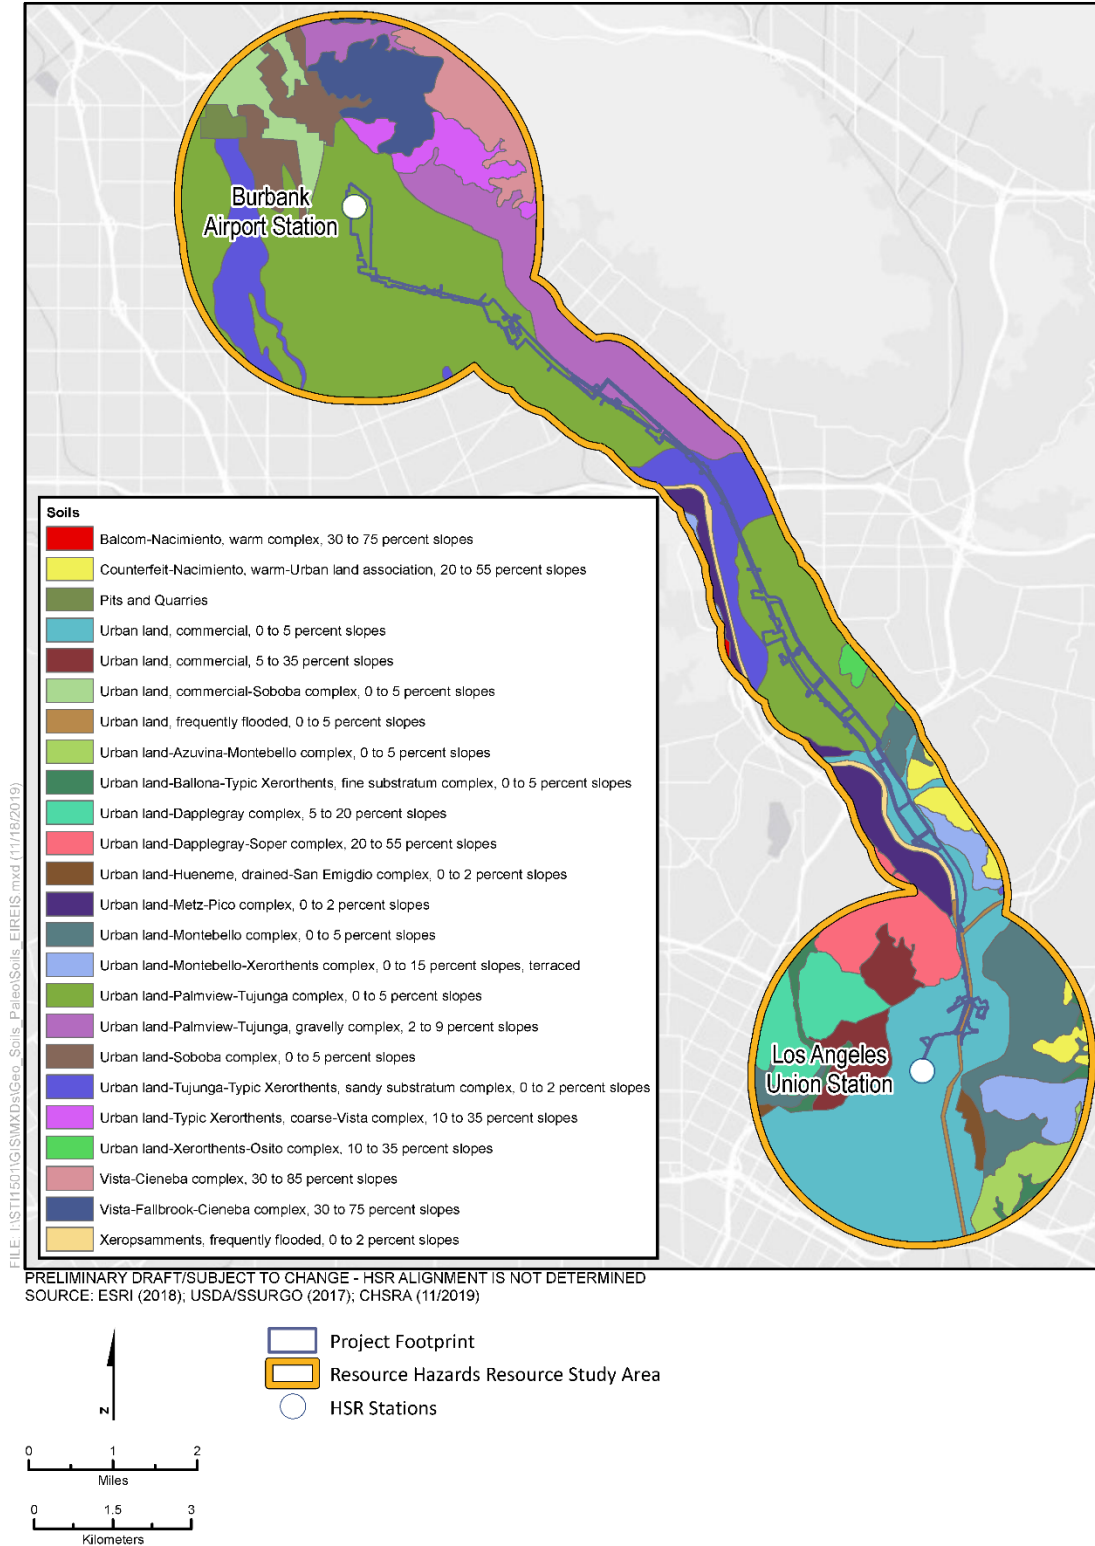 Burbank
Airport Station
Soils
Balcom-Nacimiento, warm complex, 30 to 75 percent slopes
Counterfeit-Nacimiento, warm-Urban land association, 20 to 55 percent slopes
Pits and Quarries
Urban land, commercial, 0 to 5 percent slopes
Urban land, commercial, 5 to 35 percent slopes
Urban land, commercial-Soboba complex, 0 to 5 percent slopes
Urban land, frequently flooded, 0 to 5 percent slopes
Urban land-Azuvina-Montebello complex, 0 to 5 percent slopes
Urban land-Ballona-Typic Xerorthents, fine substratum complex, 0 to 5 percent slopes
Urban land-Dapplegray complex, 5 to 20 percent slopes
Urban land-Dapplegray-Soper complex, 20 to 55 percent slopes
Urban land-Hueneme, drained-San Emigdio complex, 0 to 2 percent slopes
Urban land-Metz-Pico complex, 0 to 2 percent slopes
Urban land-Montebello complex, 0 to 5 percent slopes
Urban land-Montebello-Xerorthents complex, 0 to 15 percent slopes, terraced
Urban land-Palmview-Tujunga complex, 0 to 5 percent slopes
Urban land-Palmview-Tujunga, gravelly complex, 2 to 9 percent slopes
Urban land-Soboba complex, 0 to 5 percent slopes
Urban land-Tujunga-Typic Xerorthents, sandy substratum complex, 0 to 2 percent slopes
Urban land-Typic Xerorthents, coarse-Vista complex, 10 to 35 percent slopes
Urban land-Xerorthents-Osito complex, 10 to 35 percent slopes
Vista-Cieneba complex, 30 to 85 percent slopes
Vista-Fallbrook-Cieneba complex, 30 to 75 percent slopes
Xeropsamments, frequently flooded, 0 to 2 percent slopes
Los Angeles
Union Station
FILE: I:\STI1501\GIS\MXDs\Geo_Soils_Paleo\Soils_EIREIS.mxd (11/18/2019)
PRELIMINARY DRAFT/SUBJECT TO CHANGE - HSR ALIGNMENT IS NOT DETERMINED
SOURCE: ESRI (2018); USDA/SSURGO (2017); CHSRA (11/2019)
N
Project Footprint
Resource Hazards Resource Study Area
HSR Stations
0 1 2
Miles
0 1.5 3
Kilometers